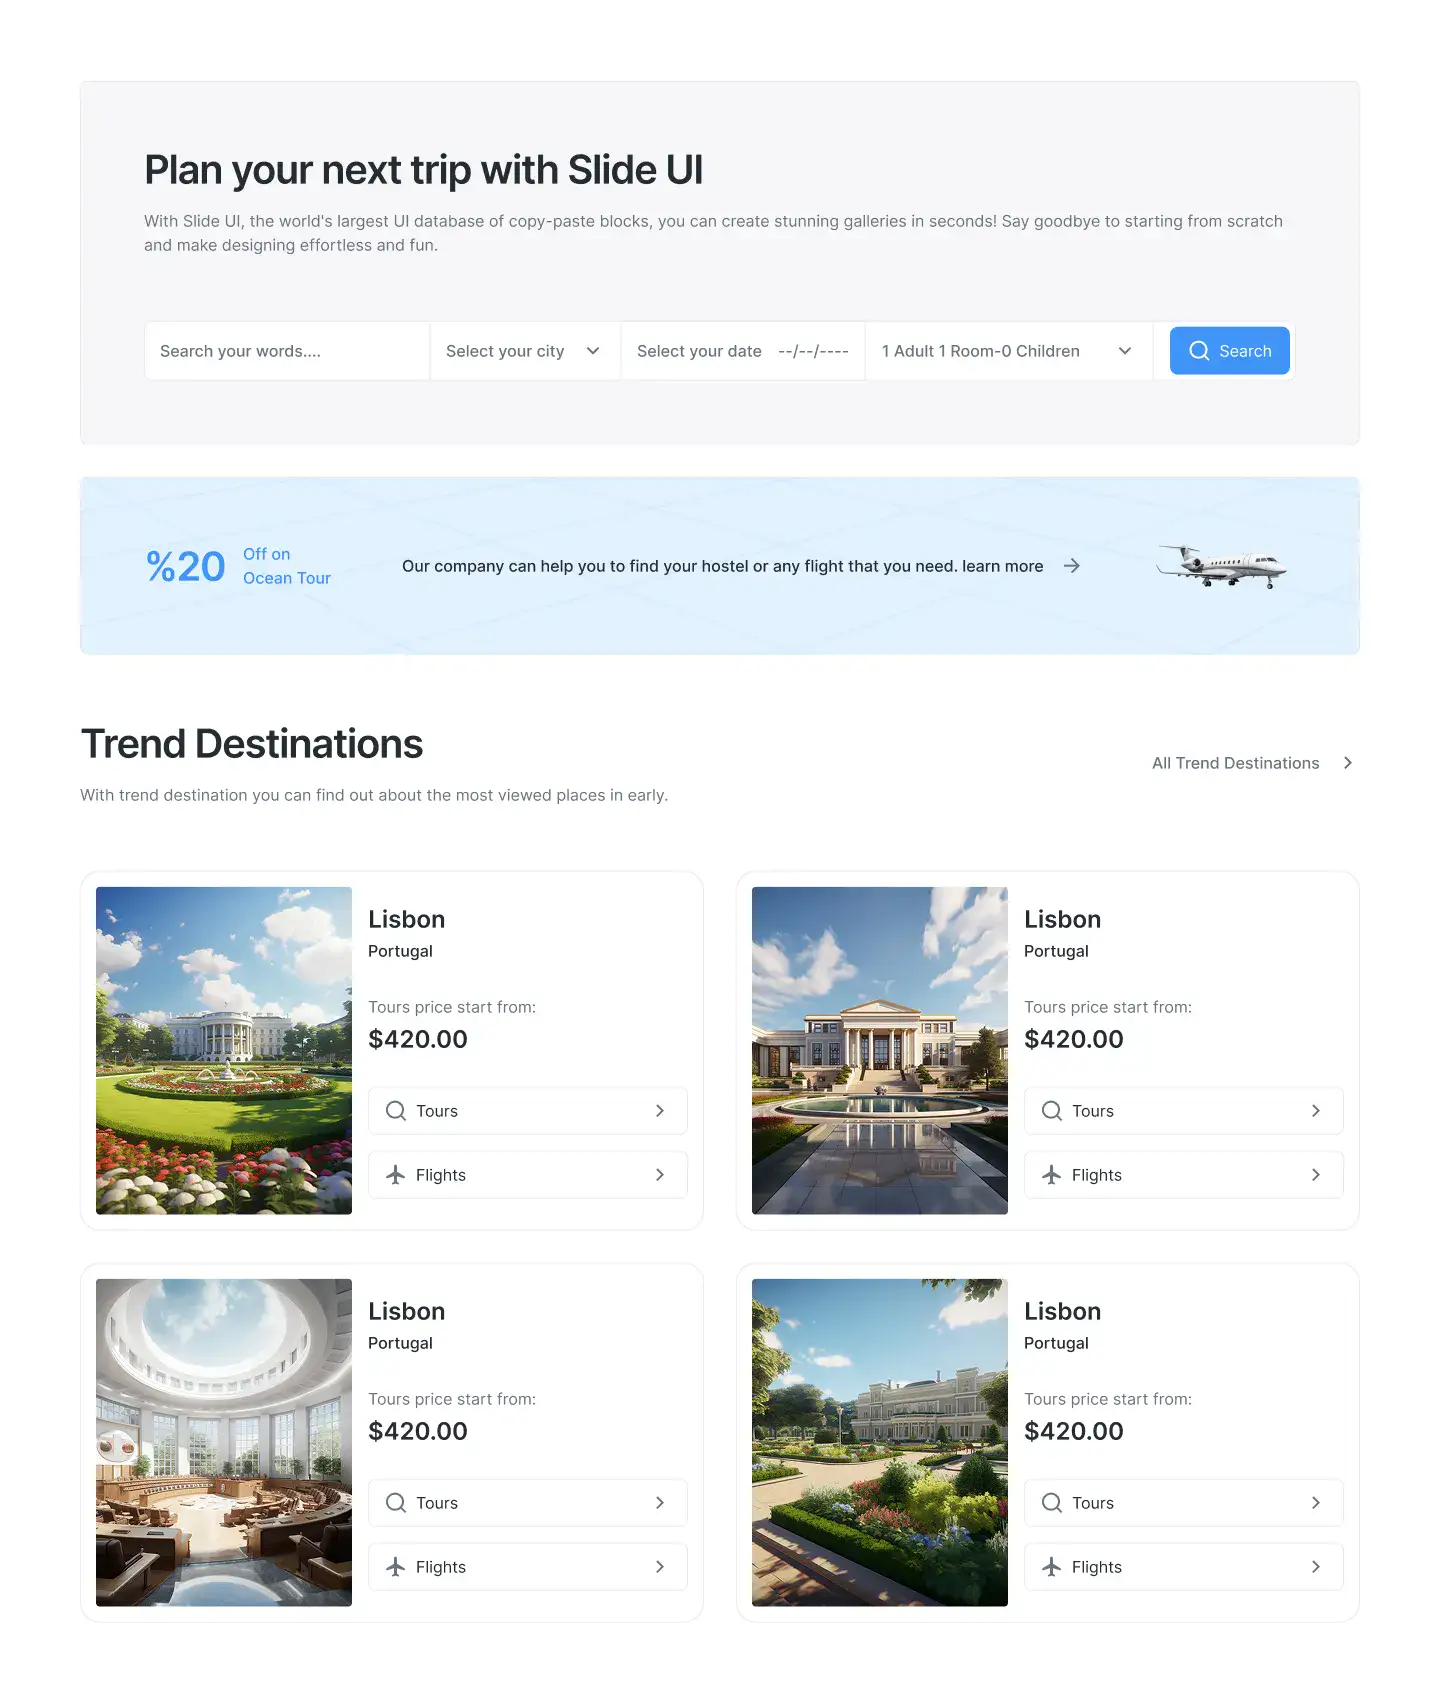 Plan your next trip with Slide UI
With Slide UI, the world's largest UI database of copy-paste blocks, you can create stunning galleries in seconds! Say goodbye to starting from scratch
and make designing effortless and fun.
Search your words....
Select your city
Select your date --/--/----
1 Adult 1 Room-0 Children
Search
%20
Off on
Ocean Tour
Our company can help you to find your hostel or any flight that you need. learn more
Trend Destinations
All Trend Destinations
With trend destination you can find out about the most viewed places in early.
Lisbon
Portugal
Tours price start from:
$420.00
Tours
Flights
Lisbon
Portugal
Tours price start from:
$420.00
Tours
Flights
Lisbon
Portugal
Tours price start from:
$420.00
Tours
Flights
Lisbon
Portugal
Tours price start from:
$420.00
Tours
Flights